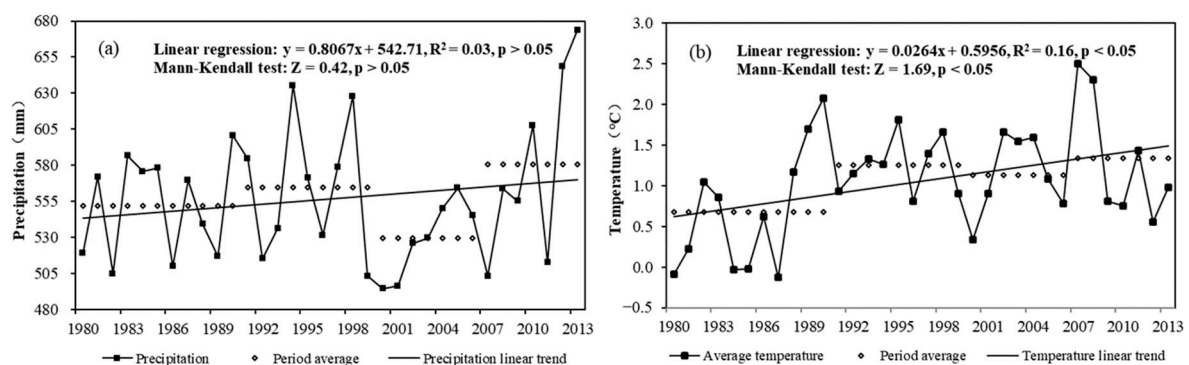 (a)
Linear regression: y = 0.8067x + 542.71, R² = 0.03, p > 0.05
Mann-Kendall test: Z = 0.42, p > 0.05
Precipitation（mm）
680
655
630
605
580
555
530
505
480
1980 1983 1986 1989 1992 1995 1998 2001 2004 2007 2010 2013
Precipitation Period average Precipitation linear trend
(b)
Linear regression: y = 0.0264x + 0.5956, R² = 0.16, p < 0.05
Mann-Kendall test: Z = 1.69, p < 0.05
Temperature（°C）
3.0
2.5
2.0
1.5
1.0
0.5
0.0
−0.5
1980 1983 1986 1989 1992 1995 1998 2001 2004 2007 2010 2013
Average temperature Period average Temperature linear trend